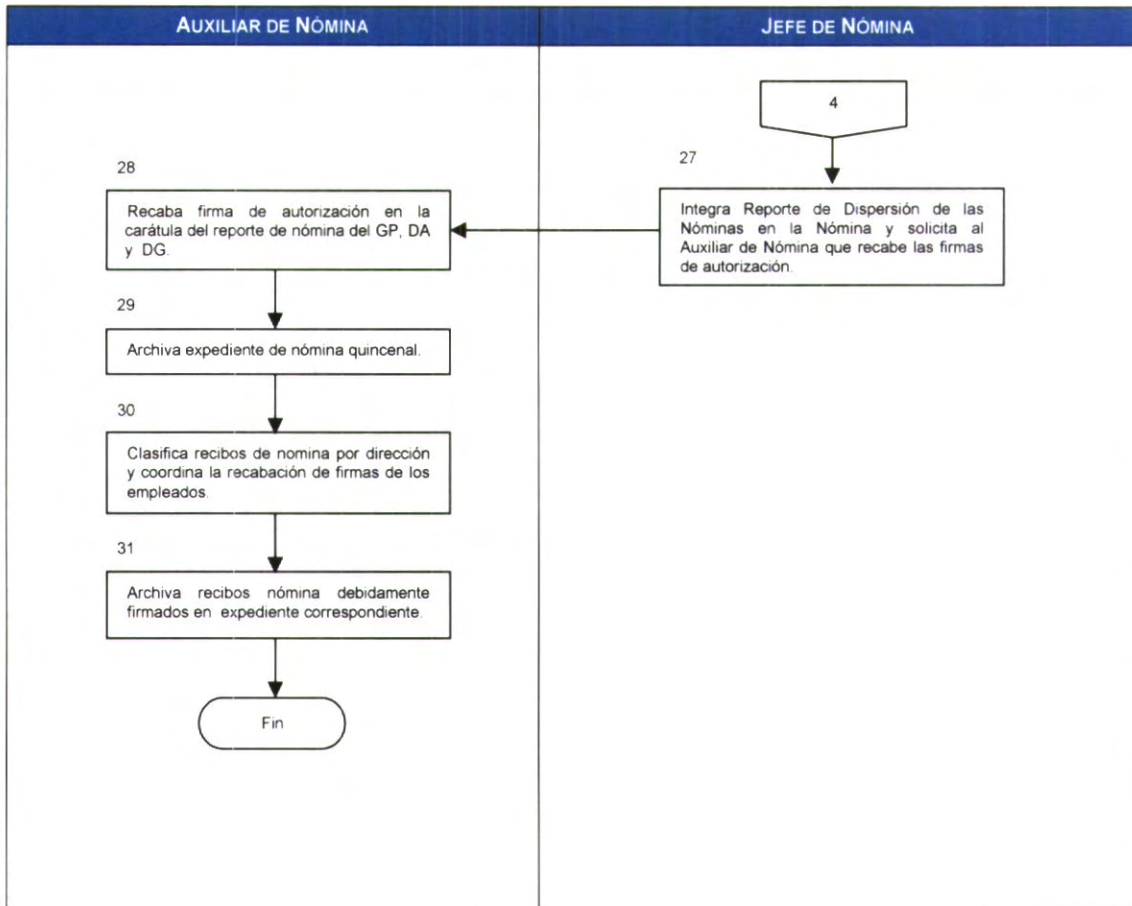 AUXILIAR DE NÓMINA
JEFE DE NÓMINA
4
27
Integra Reporte de Dispersión de las
Nóminas en la Nómina y solicita al
Auxiliar de Nómina que recabe las firmas
de autorización.
28
Recaba firma de autorización en la
carátula del reporte de nómina del GP, DA
y DG.
29
Archiva expediente de nómina quincenal.
30
Clasifica recibos de nomina por dirección
y coordina la recabación de firmas de los
empleados.
31
Archiva recibos nómina debidamente
firmados en expediente correspondiente.
Fin